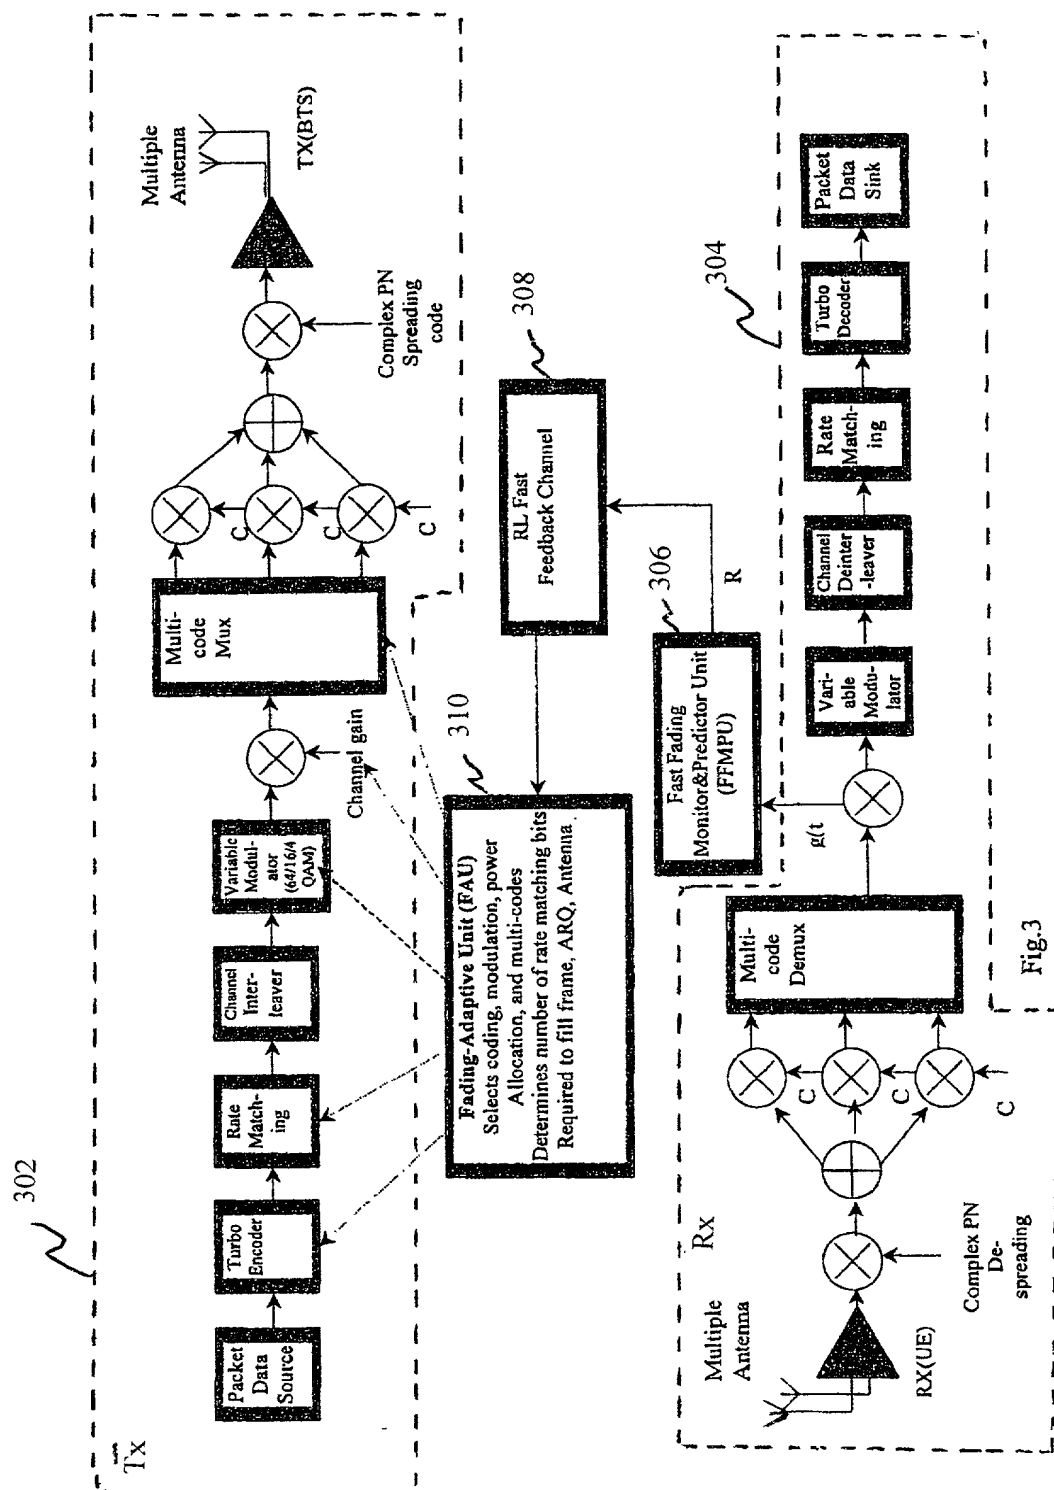 302
Tx
Packet
Data
Source
Turbo
Encoder
Rate
Match-
ing
Channel
Inter-
leaver
Variable
Modul-
ator
(64/16/4
QAM)
Channel gain
Multi-
code
Mux
C
C
C
Complex PN
Spreading
code
Multiple
Antenna
TX(BTS)
310
Fading-Adaptive Unit (FAU)
Selects coding, modulation, power
Allocation, and multi-codes
Determines number of rate matching bits
Required to fill frame, ARQ, Antenna
308
RL Fast
Feedback Channel
306
R
Fast Fading
Monitor&Predictor Unit
(FFMPU)
304
Rx
Multiple
Antenna
RX(UE)
Complex PN
De-
spreading
C
C
C
Multi-
code
Demux
g(t
Vari-
able
Modu-
lator
Channel
Deinter
-leaver
Rate
Match-
ing
Turbo
Decoder
Packet
Data
Sink
Fig.3